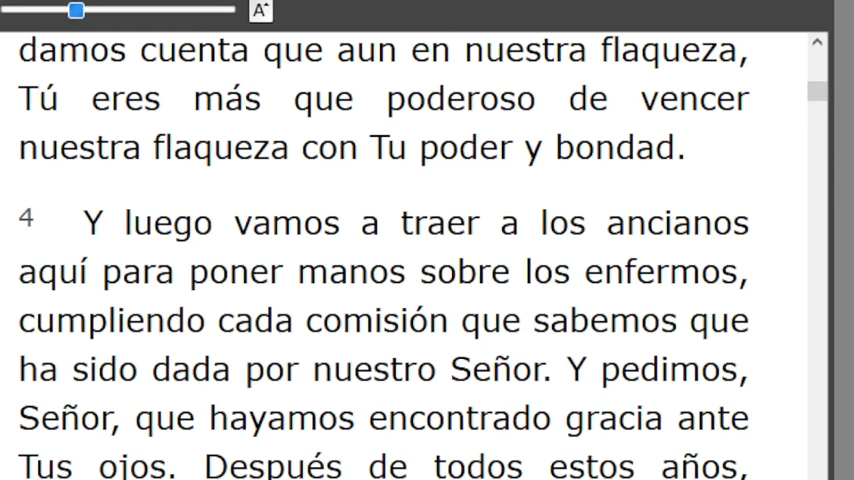 A
damos cuenta que aun en nuestra flaqueza,
Tú eres más que poderoso de vencer
nuestra flaqueza con Tu poder y bondad.
4 Y luego vamos a traer a los ancianos
aquí para poner manos sobre los enfermos,
cumpliendo cada comisión que sabemos que
ha sido dada por nuestro Señor. Y pedimos,
Señor, que hayamos encontrado gracia ante
Tus ojos. Después de todos estos años,